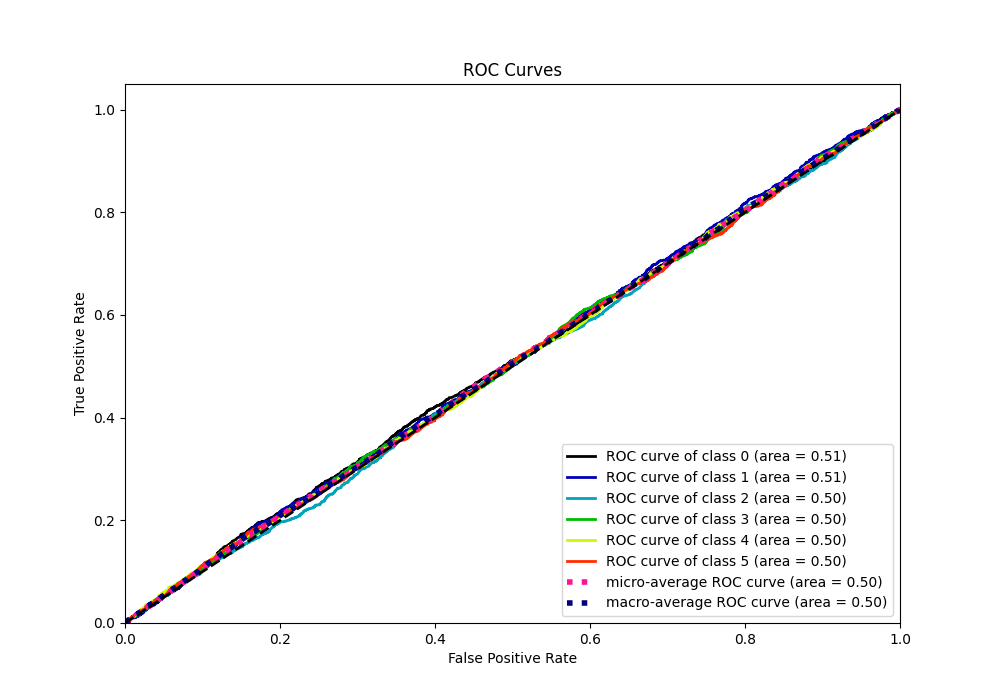 ROC Curves
True Positive Rate
1.0
0.8
0.6
0.4
0.2
0.0
ROC curve of class 0 (area = 0.51)
ROC curve of class 1 (area = 0.51)
ROC curve of class 2 (area = 0.50)
ROC curve of class 3 (area = 0.50)
ROC curve of class 4 (area = 0.50)
ROC curve of class 5 (area = 0.50)
micro-average ROC curve (area = 0.50)
macro-average ROC curve (area = 0.50)
0.0 0.2 0.4 0.6 0.8 1.0
False Positive Rate